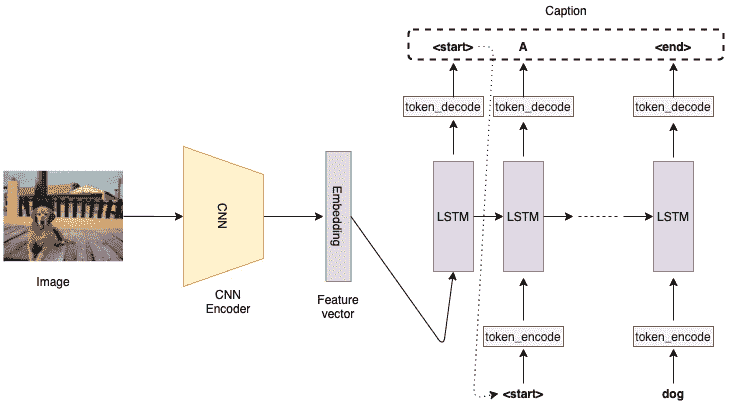 Caption
<start> A <end>
token_decode token_decode token_decode
CNN
Embedding
LSTM LSTM LSTM
Image
CNN
Encoder
Feature
vector
token_encode token_encode
<start> dog